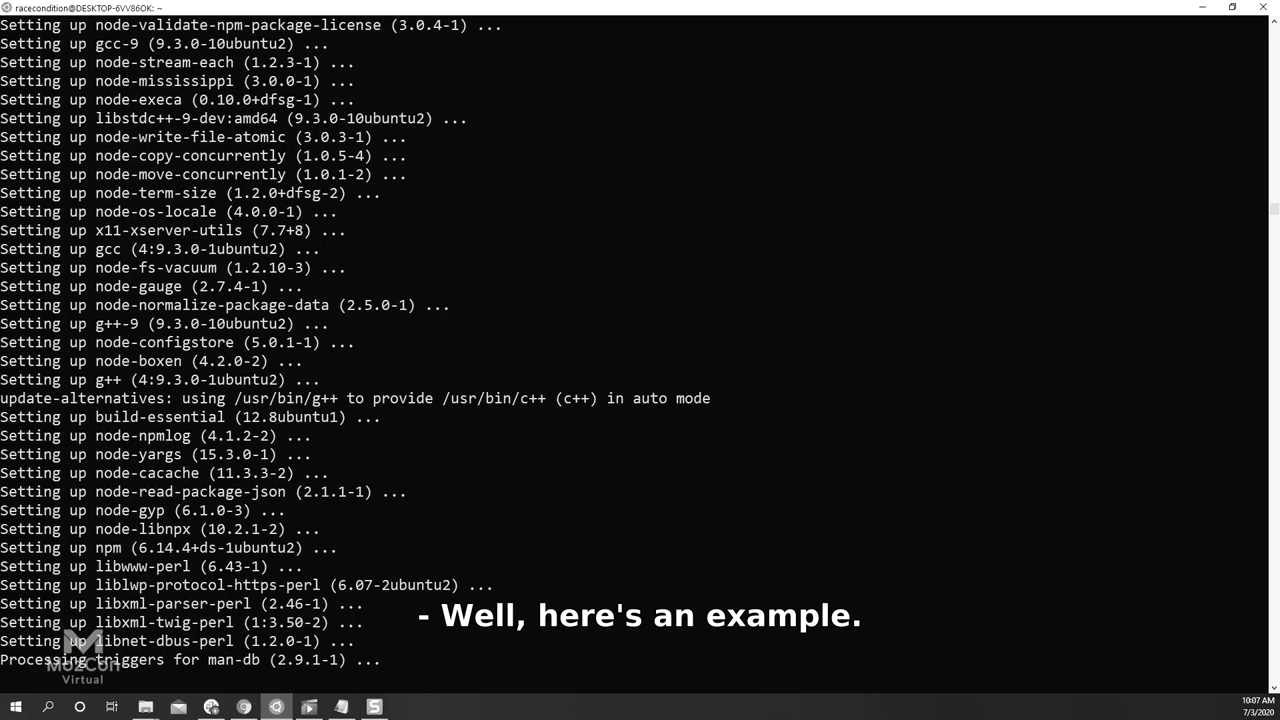 racecondition@DESKTOP-6VV86OK: ~
Setting up node-validate-npm-package-license (3.0.4-1) ...
Setting up gcc-9 (9.3.0-10ubuntu2) ...
Setting up node-stream-each (1.2.3-1) ...
Setting up node-mississippi (3.0.0-1) ...
Setting up node-execa (0.10.0+dfsg-1) ...
Setting up libstdc++-9-dev:amd64 (9.3.0-10ubuntu2) ...
Setting up node-write-file-atomic (3.0.3-1) ...
Setting up node-copy-concurrently (1.0.5-4) ...
Setting up node-move-concurrently (1.0.1-2) ...
Setting up node-term-size (1.2.0+dfsg-2) ...
Setting up node-os-locale (4.0.0-1) ...
Setting up x11-xserver-utils (7.7+8) ...
Setting up gcc (4:9.3.0-1ubuntu2) ...
Setting up node-fs-vacuum (1.2.10-3) ...
Setting up node-gauge (2.7.4-1) ...
Setting up node-normalize-package-data (2.5.0-1) ...
Setting up g++-9 (9.3.0-10ubuntu2) ...
Setting up node-configstore (5.0.1-1) ...
Setting up node-boxen (4.2.0-2) ...
Setting up g++ (4:9.3.0-1ubuntu2) ...
update-alternatives: using /usr/bin/g++ to provide /usr/bin/c++ (c++) in auto mode
Setting up build-essential (12.8ubuntu1) ...
Setting up node-npmlog (4.1.2-2) ...
Setting up node-yargs (15.3.0-1) ...
Setting up node-cacache (11.3.3-2) ...
Setting up node-read-package-json (2.1.1-1) ...
Setting up node-gyp (6.1.0-3) ...
Setting up node-libnpx (10.2.1-2) ...
Setting up npm (6.14.4+ds-1ubuntu2) ...
Setting up libwww-perl (6.43-1) ...
Setting up liblwp-protocol-https-perl (6.07-2ubuntu2) ...
Setting up libxml-parser-perl (2.46-1) ...
Setting up libxml-twig-perl (1:3.50-2) ...
Setting up libnet-dbus-perl (1.2.0-1) ...
Processing triggers for man-db (2.9.1-1) ...
- Well, here's an example.
MozCon
Virtual
10:07 AM
7/3/2020